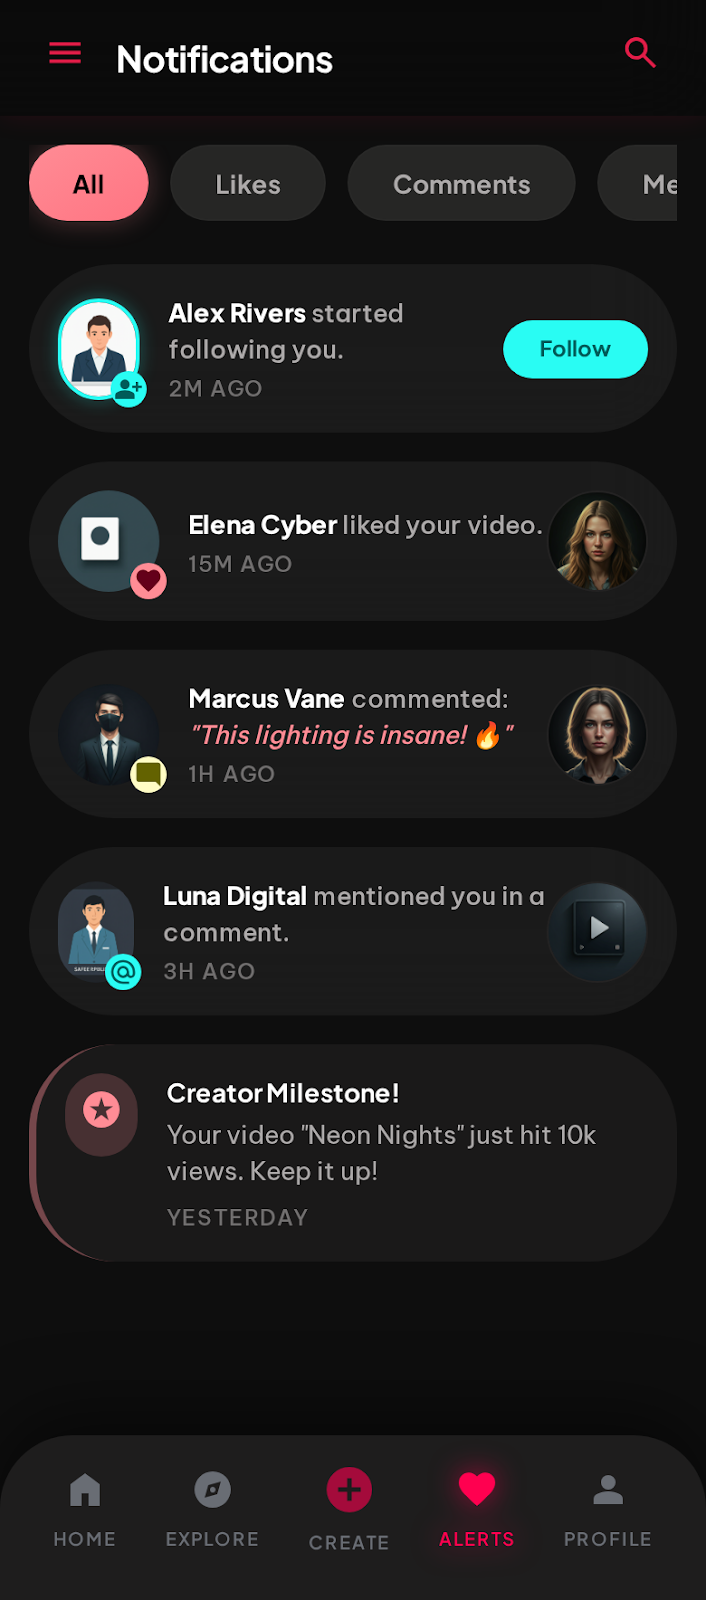 Notifications
All
Likes
Comments
Me
Alex Rivers started
following you.
2M AGO
Follow
Elena Cyber liked your video.
15M AGO
Marcus Vane commented:
"This lighting is insane! 🔥"
1H AGO
Luna Digital mentioned you in a
comment.
3H AGO
Creator Milestone!
Your video "Neon Nights" just hit 10k
views. Keep it up!
YESTERDAY
HOME
EXPLORE
CREATE
ALERTS
PROFILE